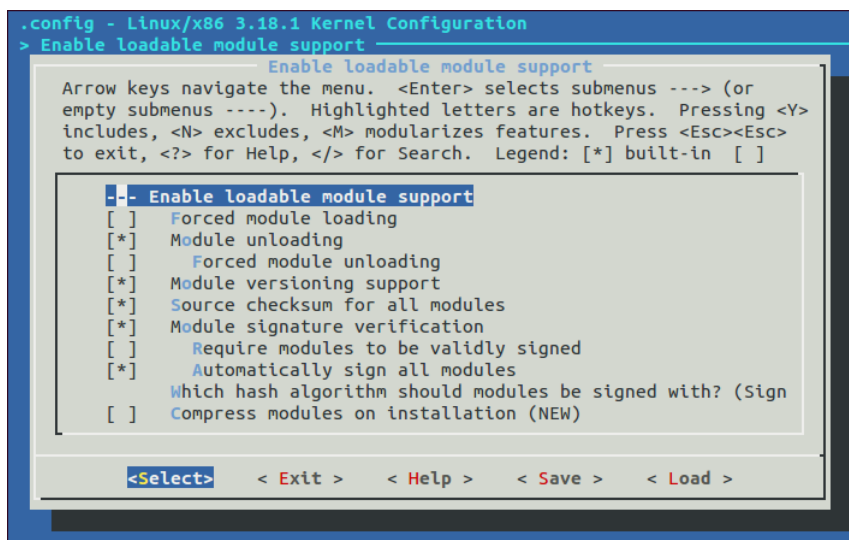 .config - Linux/x86 3.18.1 Kernel Configuration
> Enable loadable module support
Enable loadable module support
Arrow keys navigate the menu. <Enter> selects submenus ---> (or
empty submenus ----). Highlighted letters are hotkeys. Pressing <Y>
includes, <N> excludes, <M> modularizes features. Press <Esc><Esc>
to exit, <?> for Help, </> for Search. Legend: [*] built-in [ ]
--- Enable loadable module support
[ ] Forced module loading
[*] Module unloading
[ ] Forced module unloading
[*] Module versioning support
[*] Source checksum for all modules
[*] Module signature verification
[ ] Require modules to be validly signed
[*] Automatically sign all modules
Which hash algorithm should modules be signed with? (Sign
[ ] Compress modules on installation (NEW)
<Select> < Exit > < Help > < Save > < Load >